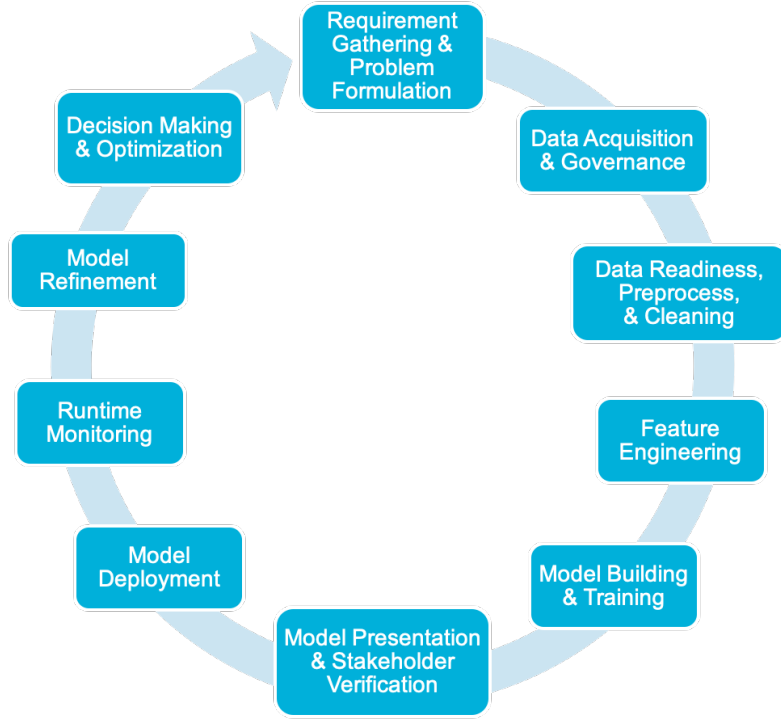 Requirement
Gathering &
Problem
Formulation
Data Acquisition
& Governance
Data Readiness,
Preprocess,
& Cleaning
Feature
Engineering
Model Building
& Training
Model Presentation
& Stakeholder
Verification
Model
Deployment
Runtime
Monitoring
Model
Refinement
Decision Making
& Optimization